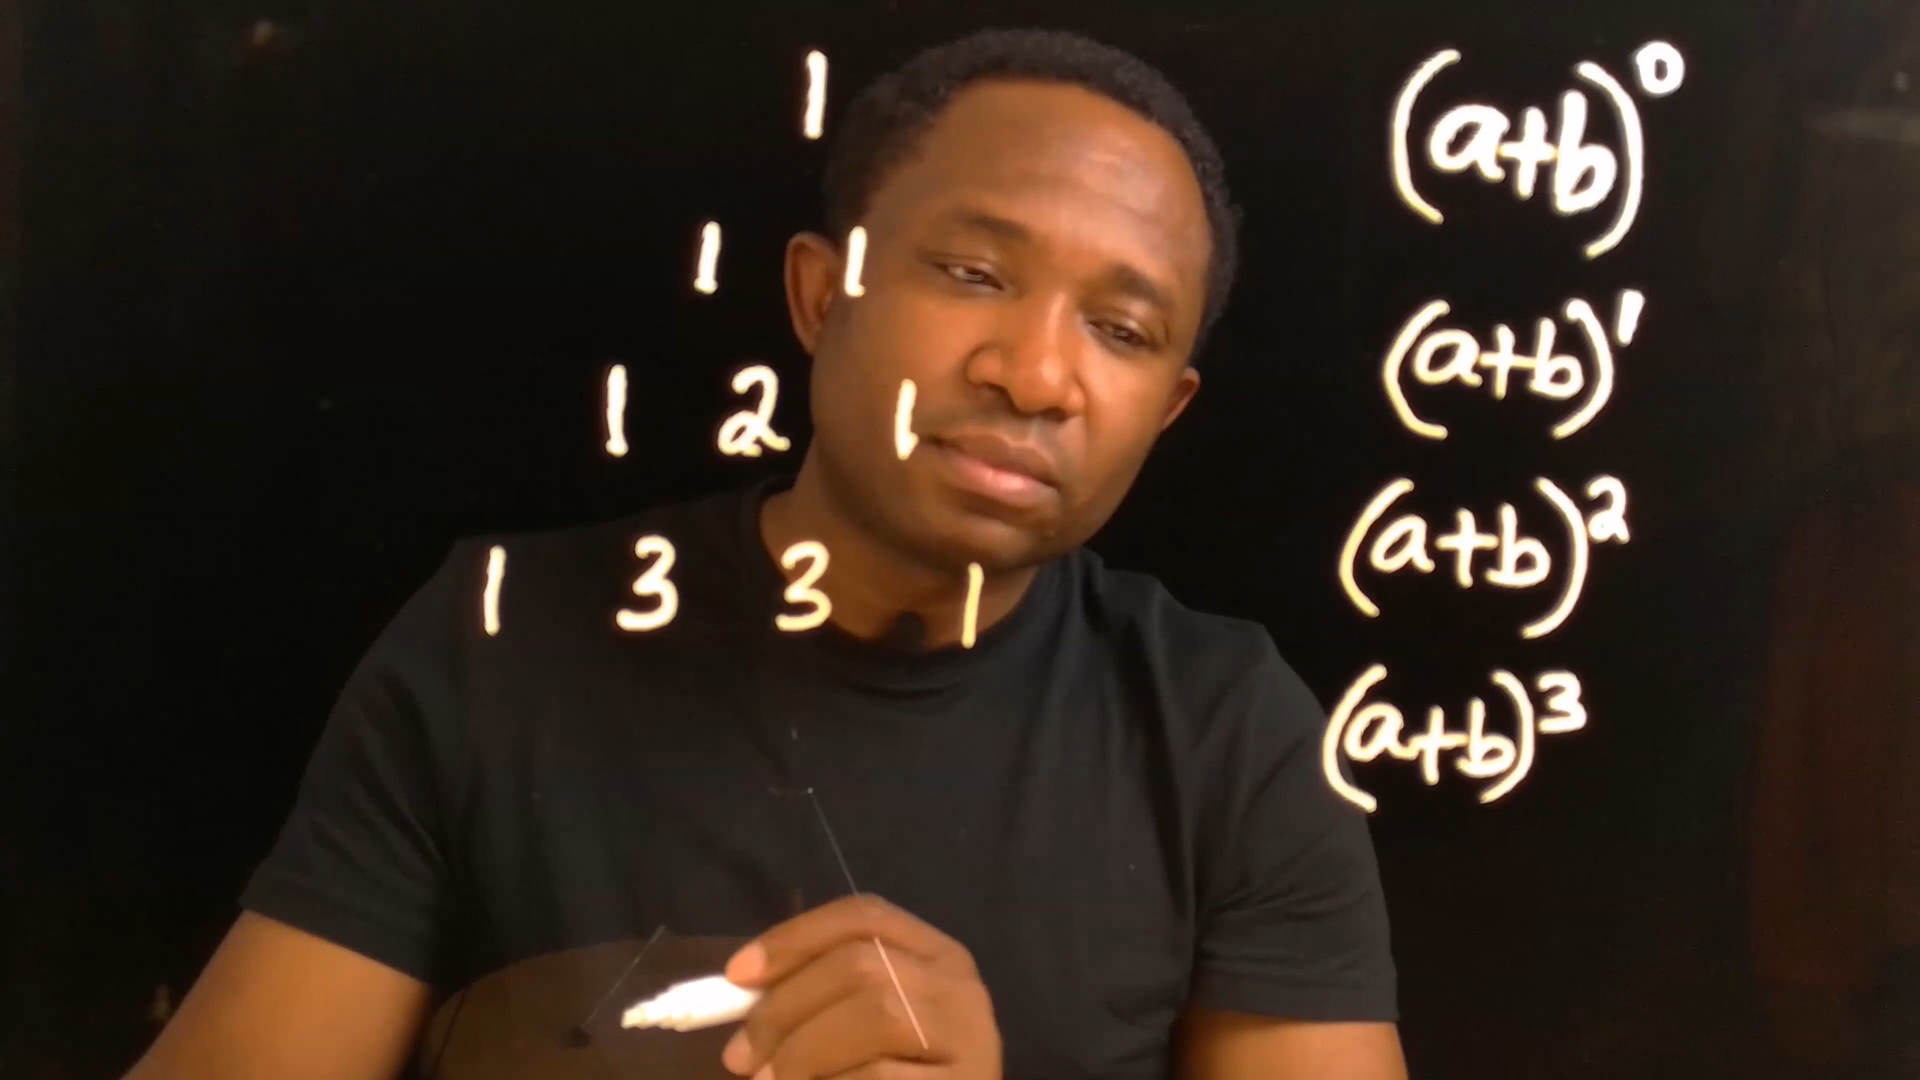 1
(a+b)^0
1 1
(a+b)^1
1 2 1
(a+b)^2
1 3 3 1
(a+b)^3